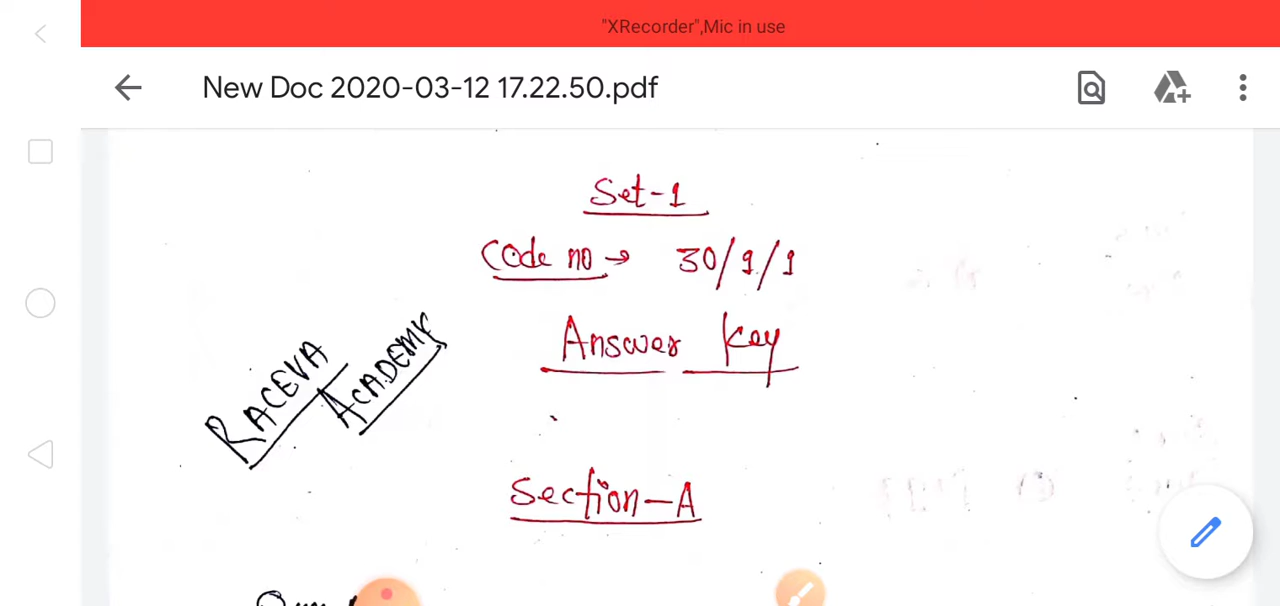 "XRecorder",Mic in use
New Doc 2020-03-12 17.22.50.pdf
Set-1
Code no → 30/1/1
Answer Key
RACEVA
ACADEMY
Section-A